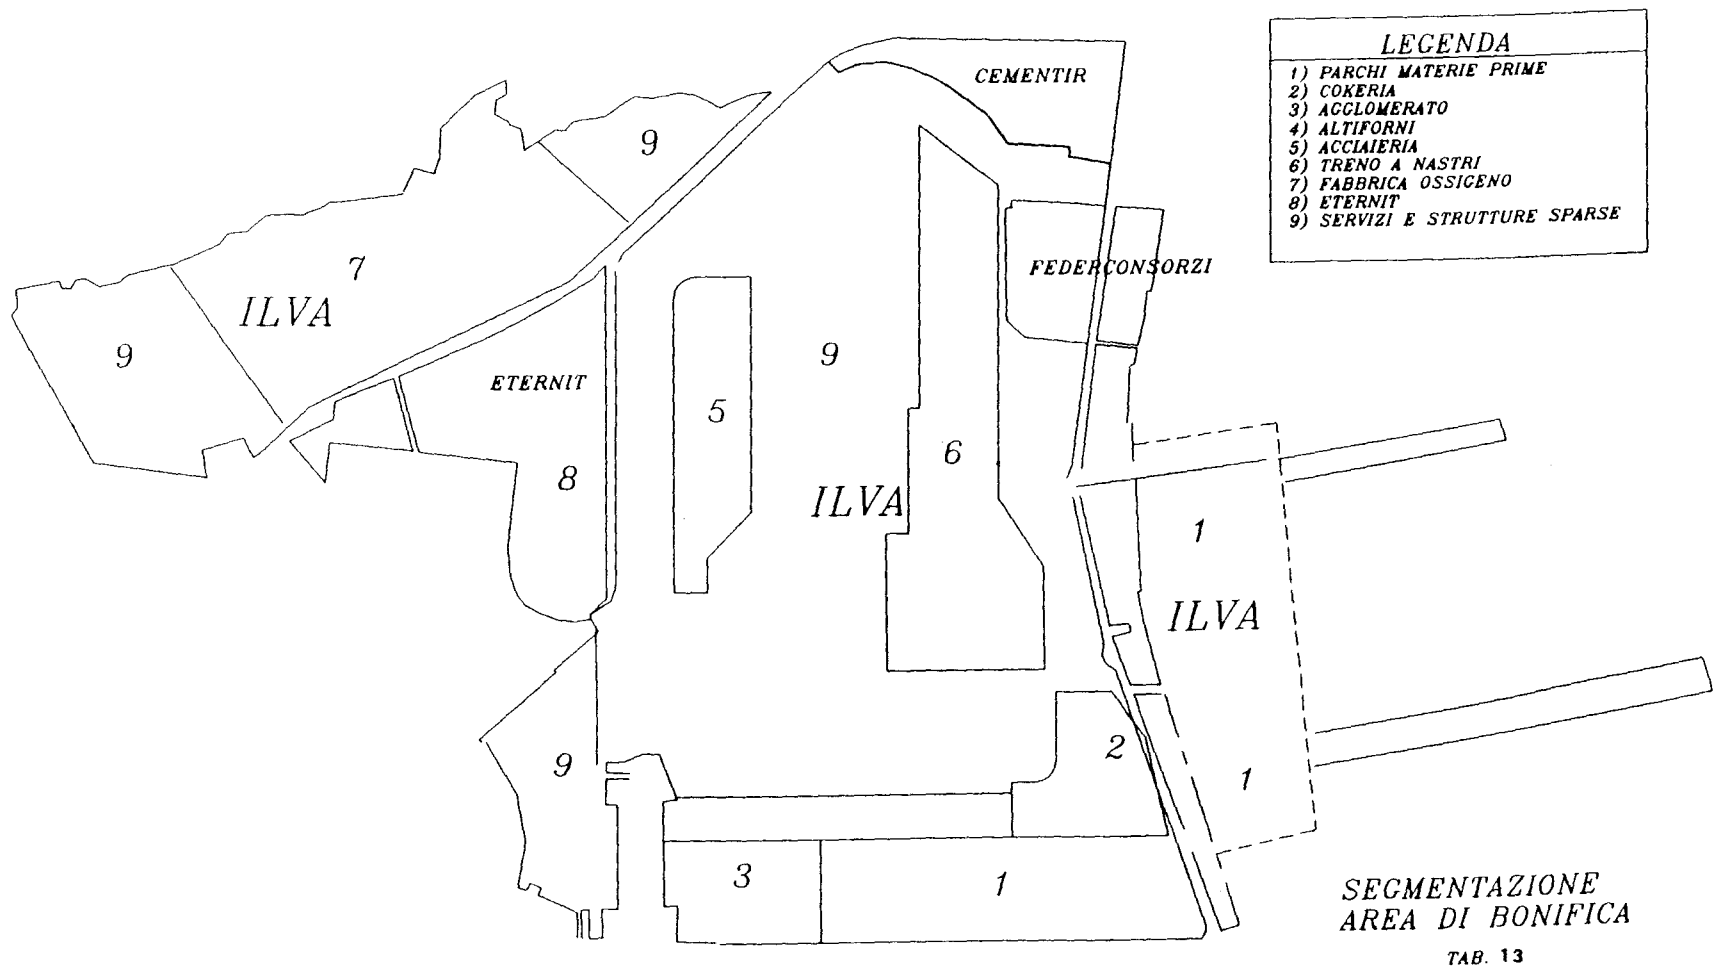 LEGENDA
1) PARCHI MATERIE PRIME
2) COKERIA
3) AGGLOMERATO
4) ALTIFORNI
5) ACCIAIERIA
6) TRENO A NASTRI
7) FABBRICA OSSIGENO
8) ETERNIT
9) SERVIZI E STRUTTURE SPARSE
CEMENTIR
9
7
ILVA
FEDERCONSORZI
9
9
ETERNIT
5
6
8
ILVA
1
ILVA
2
9
1
3
1
SEGMENTAZIONE
AREA DI BONIFICA
TAB. 13